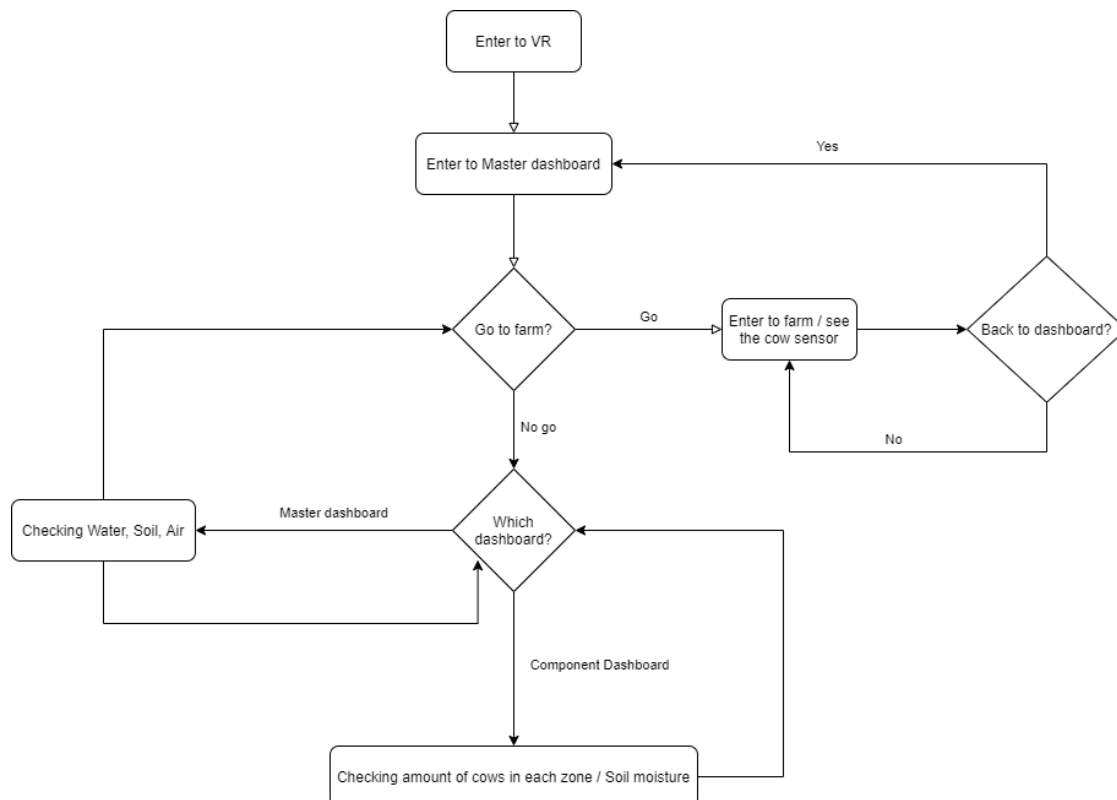 Enter to VR
Enter to Master dashboard
Yes
Go to farm?
Go
Enter to farm / see
the cow sensor
Back to dashboard?
No go
No
Checking Water, Soil, Air
Master dashboard
Which
dashboard?
Component Dashboard
Checking amount of cows in each zone / Soil moisture